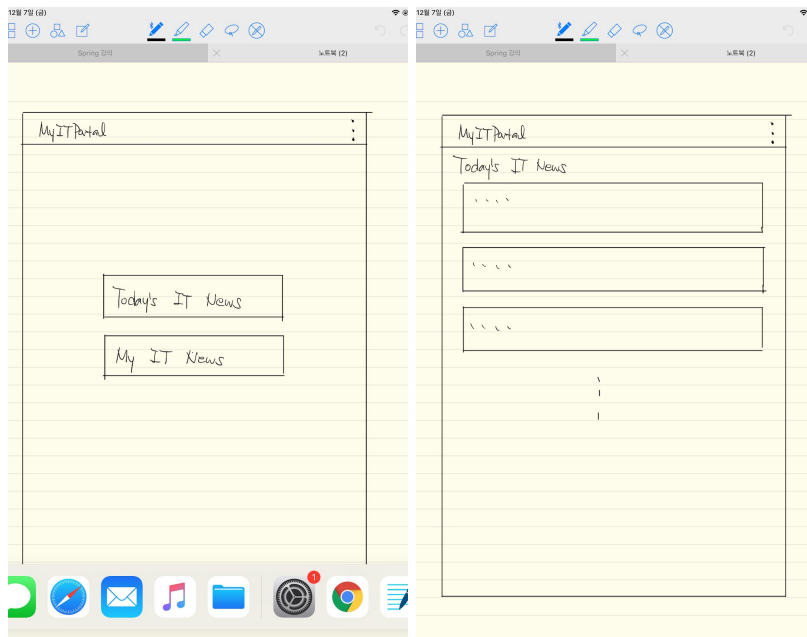 12월 7일 (금)
Spring 강의
노트북 (2)
MyITPortal
Today's IT News
My IT News
1
12월 7일 (금)
Spring 강의
노트북 (2)
MyITPortal
Today's IT News